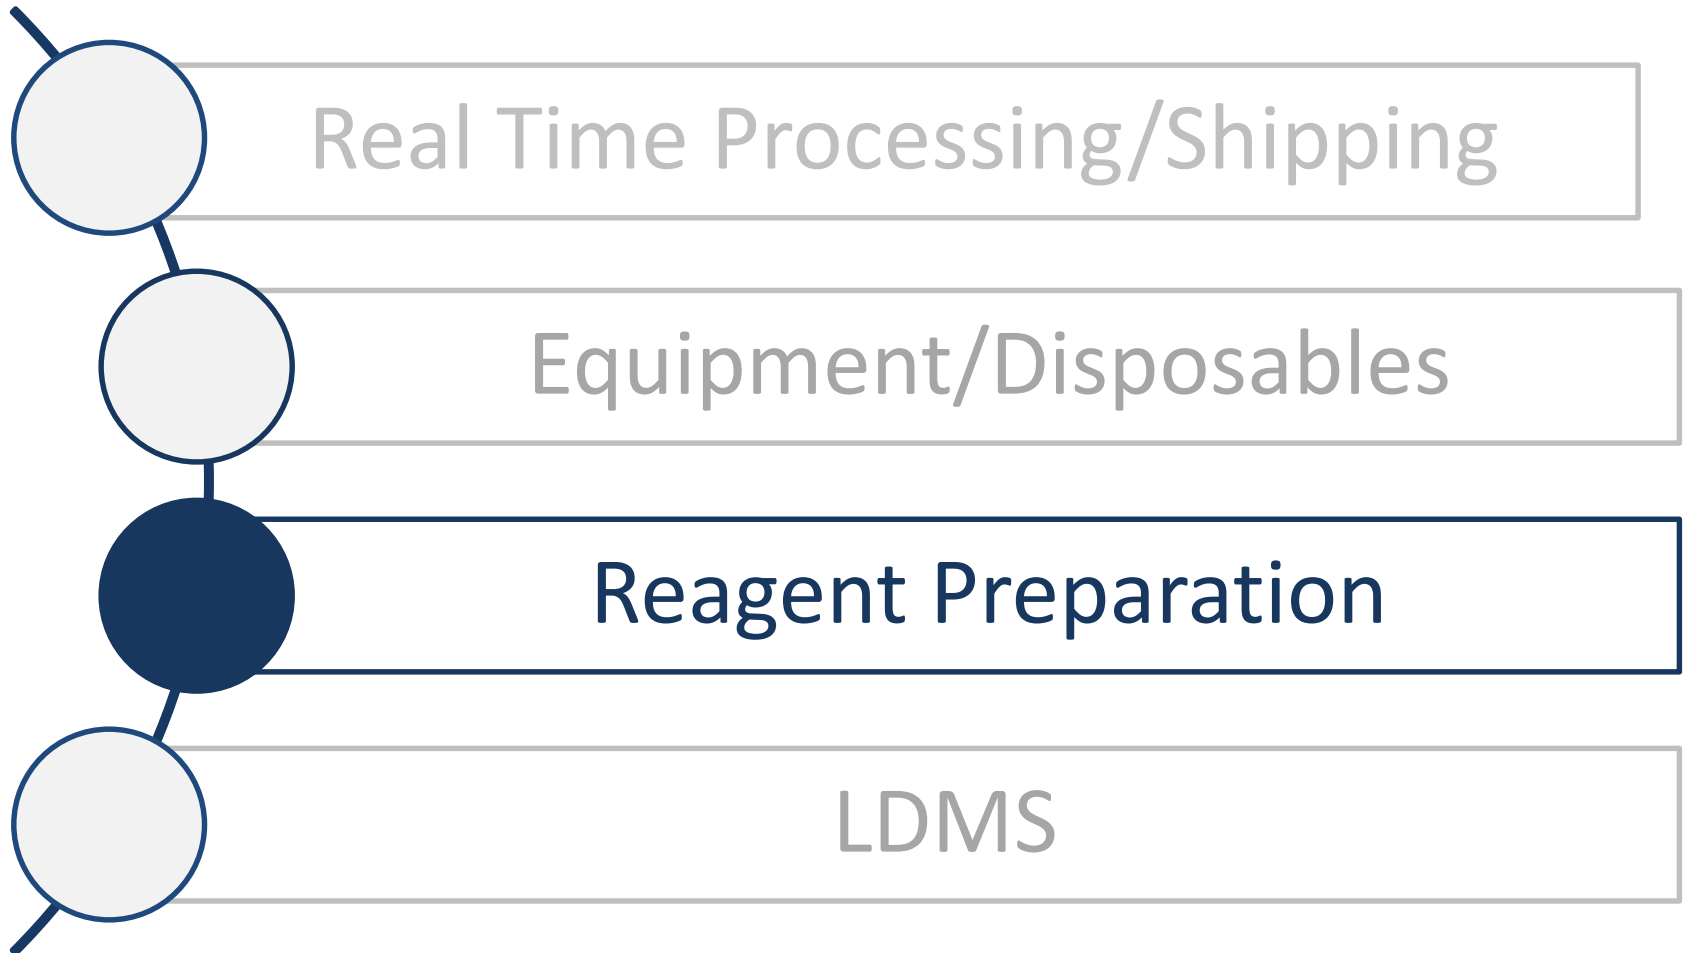 Real Time Processing/Shipping
Equipment/Disposables
Reagent Preparation
LDMS